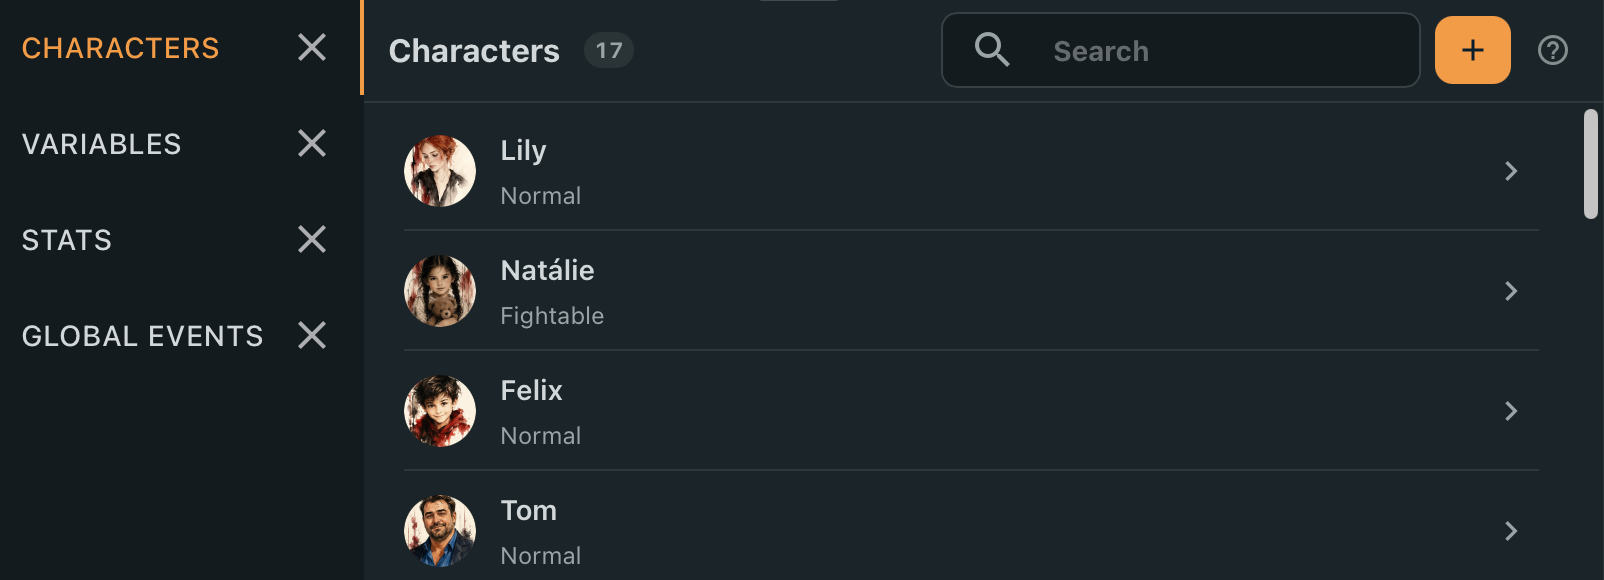 CHARACTERS
VARIABLES
STATS
GLOBAL EVENTS
Characters 17
Search
Lily
Normal
Natálie
Fightable
Felix
Normal
Tom
Normal